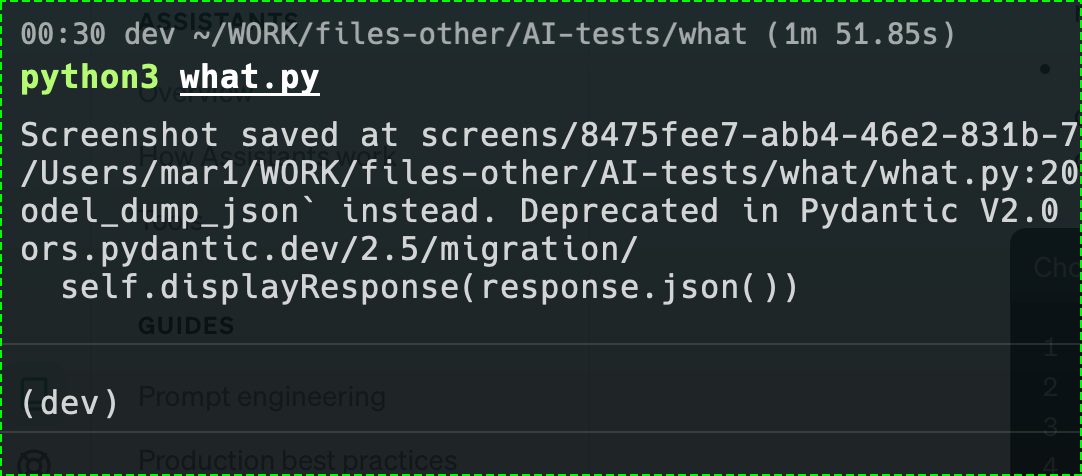 ASSISTANTS
00:30 dev ~/WORK/files-other/AI-tests/what (1m 51.85s)
python3 what.py
Overview
Screenshot saved at screens/8475fee7-abb4-46e2-831b-7
How Assistants work
/Users/mar1/WORK/files-other/AI-tests/what/what.py:20
Tools
odel_dump_json` instead. Deprecated in Pydantic V2.0
ors.pydantic.dev/2.5/migration/
self.displayResponse(response.json())
GUIDES
1
Prompt engineering
2
(dev)
3
Production best practices
4